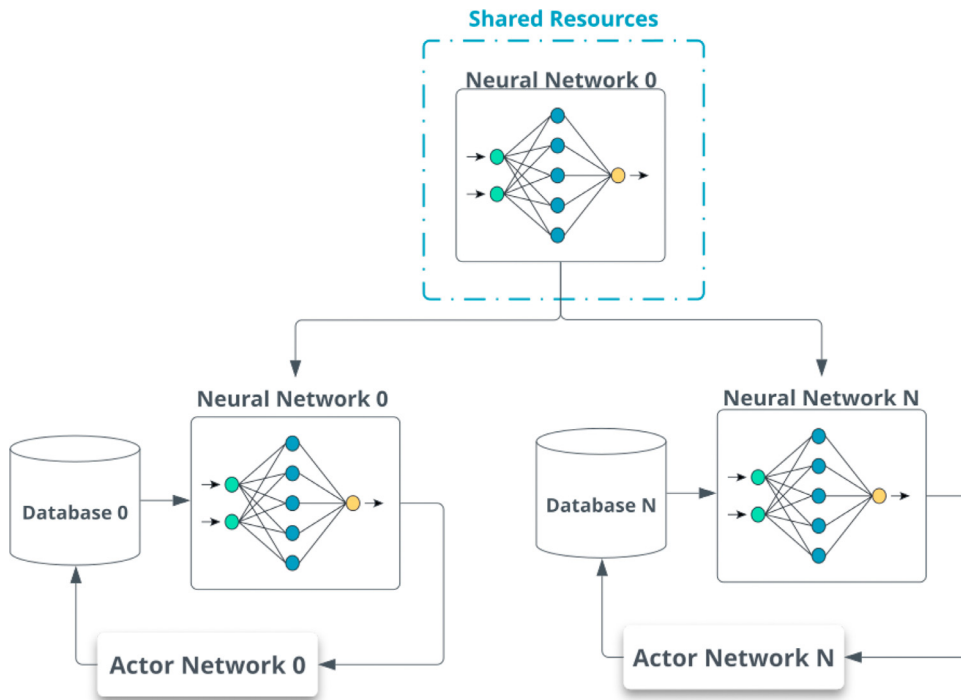 Shared Resources
Neural Network 0
Neural Network 0
Neural Network N
Database 0
Database N
Actor Network 0
Actor Network N